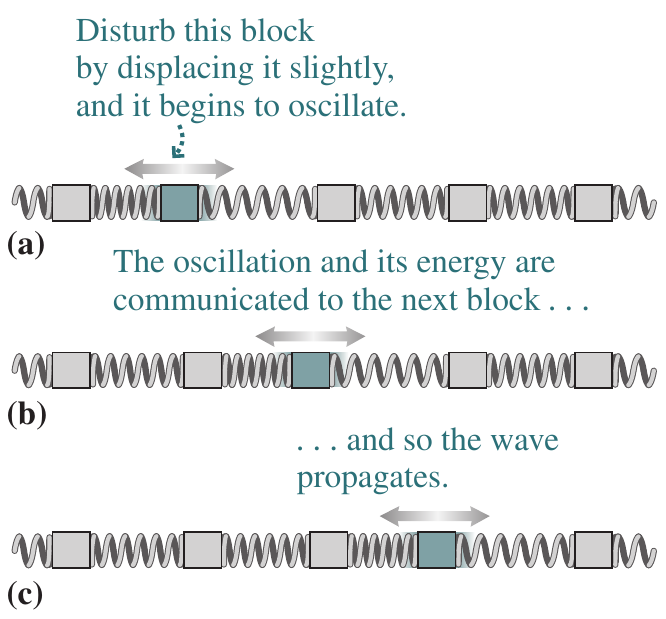 Disturb this block
by displacing it slightly,
and it begins to oscillate.
(a)
The oscillation and its energy are
communicated to the next block . . .
(b)
. . . and so the wave
propagates.
(c)